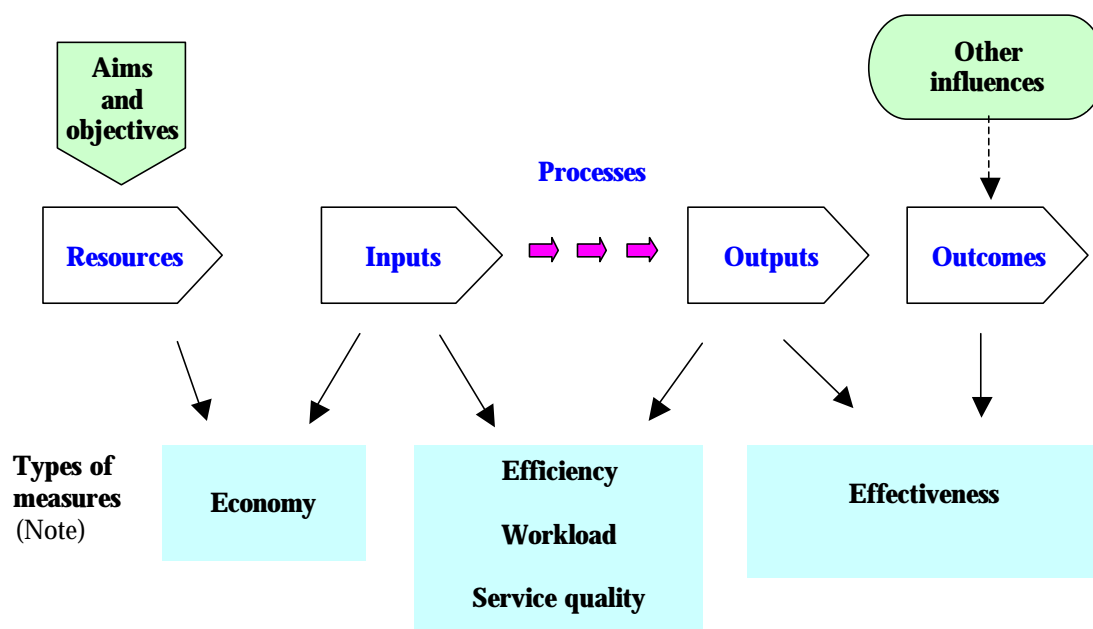 Aims
and
objectives
Other
influences
Processes
Resources
Inputs
Outputs
Outcomes
Types of
measures
(Note)
Economy
Efficiency
Workload
Service quality
Effectiveness